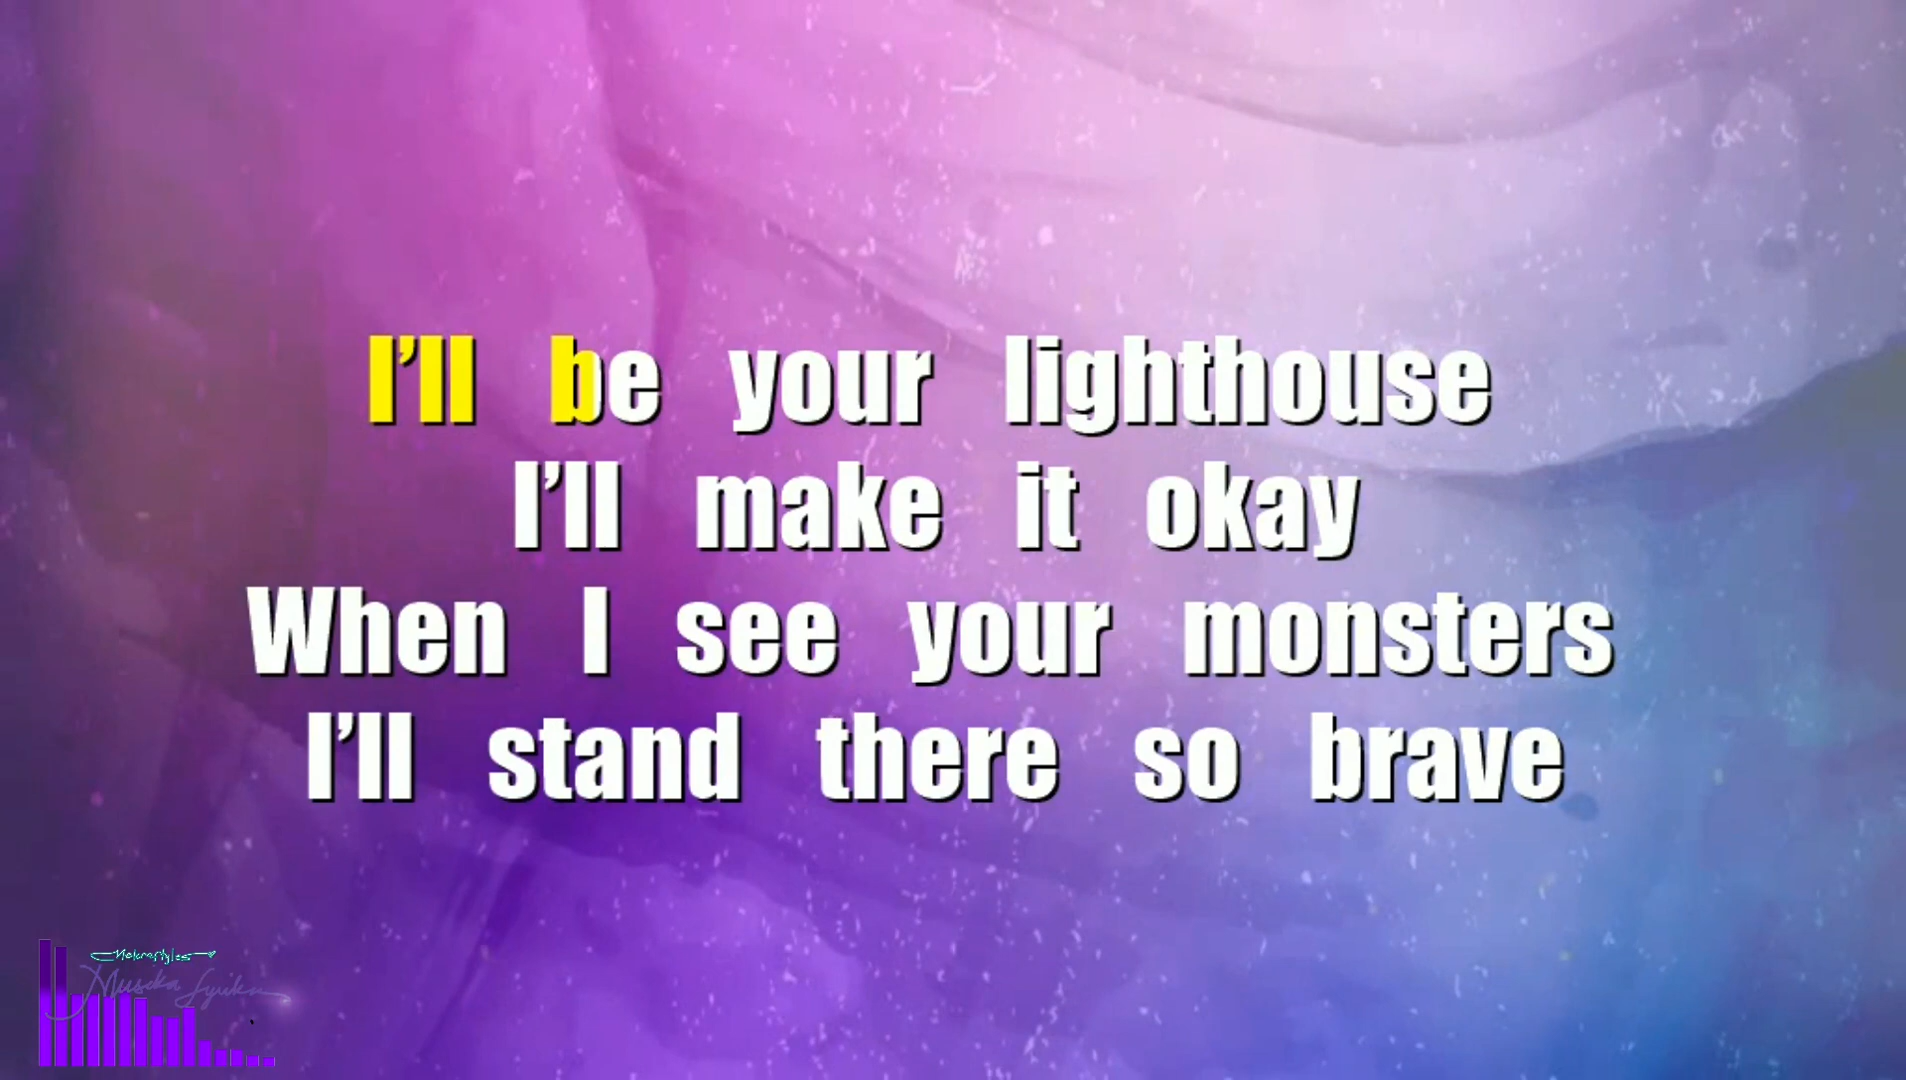 I'll be your lighthouse
I'll make it okay
When I see your monsters
I'll stand there so brave